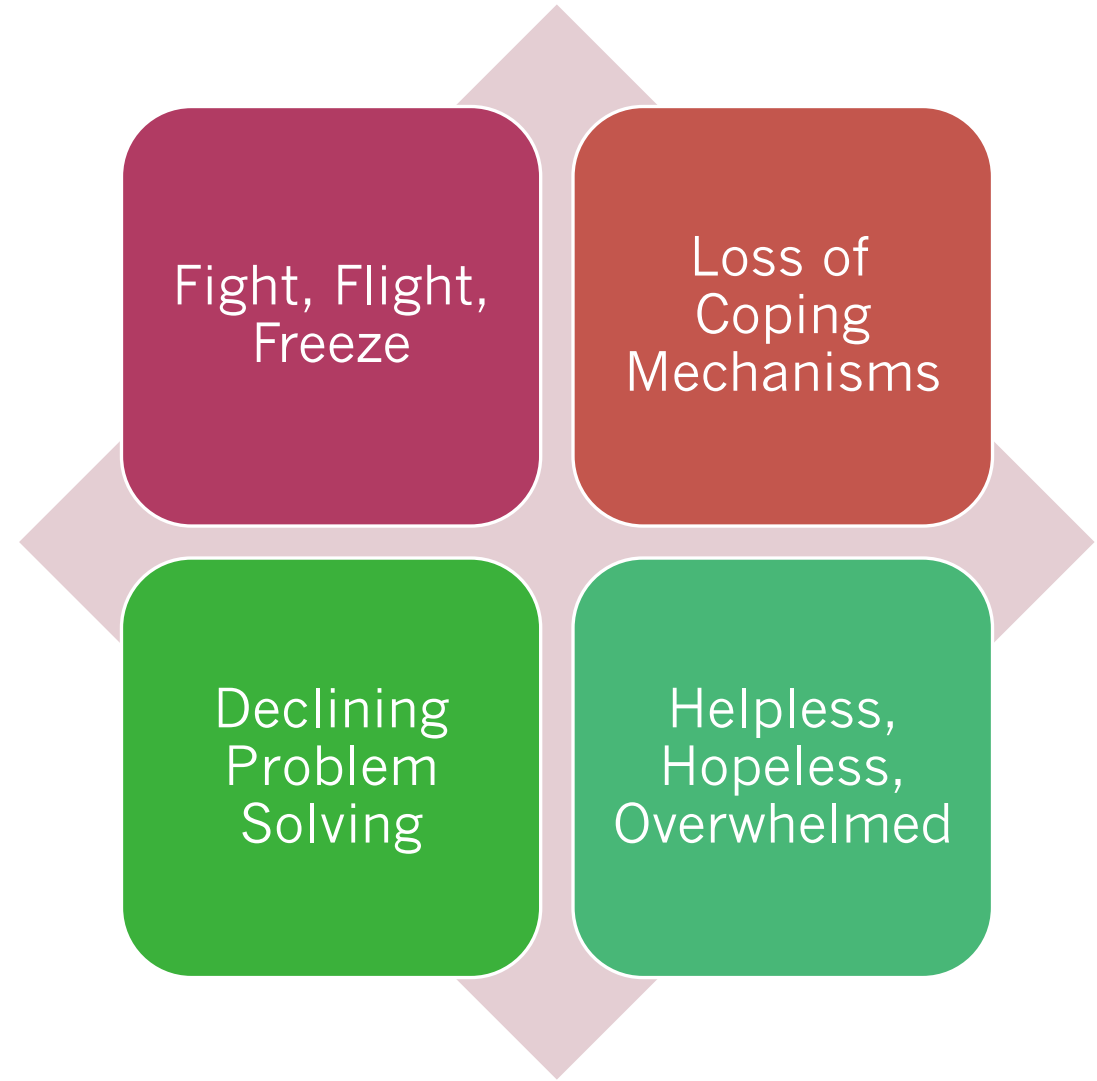 Fight, Flight,
Freeze
Loss of
Coping
Mechanisms
Declining
Problem
Solving
Helpless,
Hopeless,
Overwhelmed